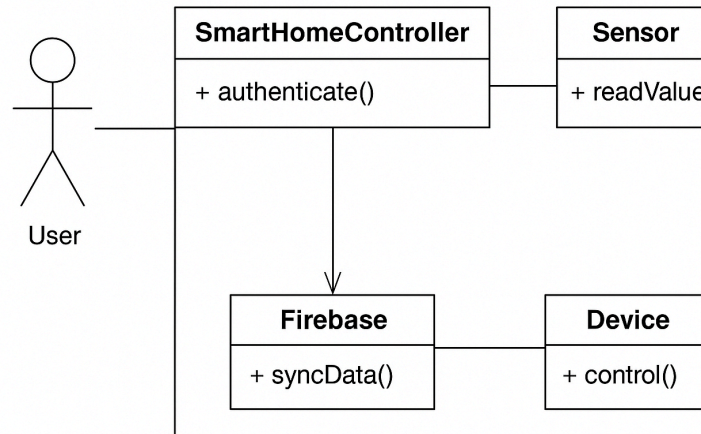 SmartHomeController
Sensor
+ authenticate()
+ readValue
User
Firebase
Device
+ syncData()
+ control()